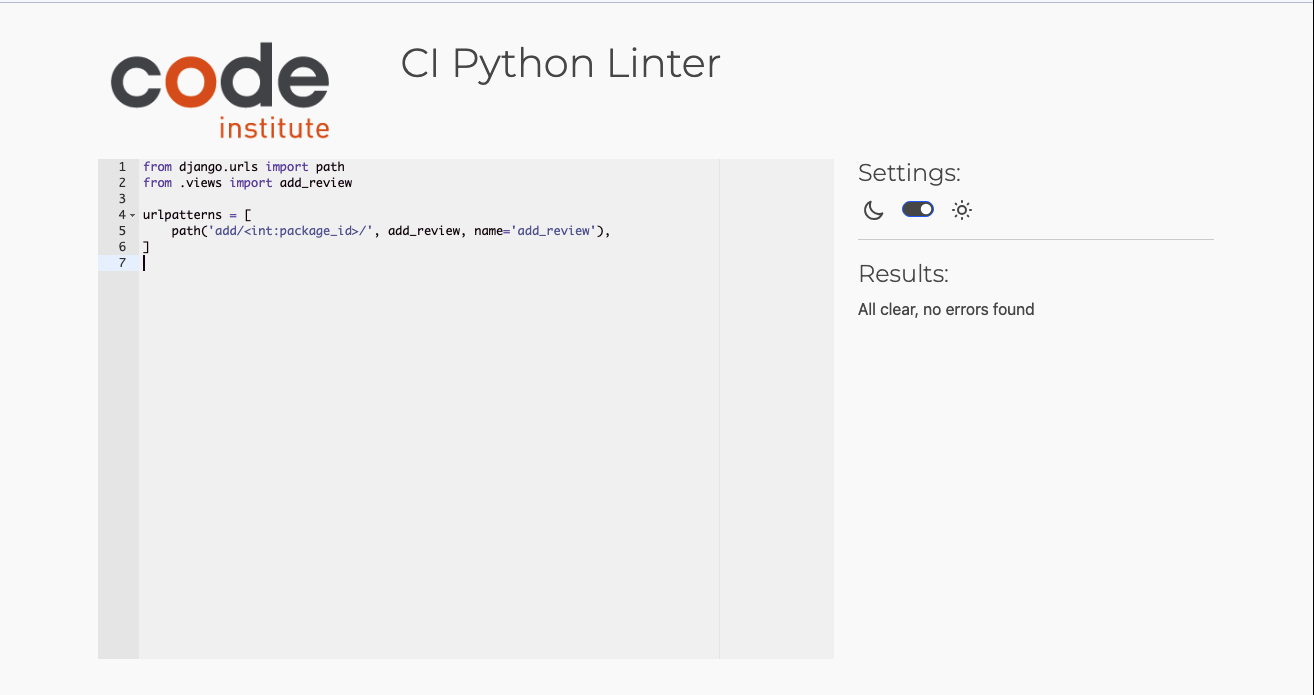 code
institute
CI Python Linter
1 from django.urls import path
2 from .views import add_review
3
4 urlpatterns = [
5     path('add/<int:package_id>/', add_review, name='add_review'),
6 ]
7
Settings:
Results:
All clear, no errors found